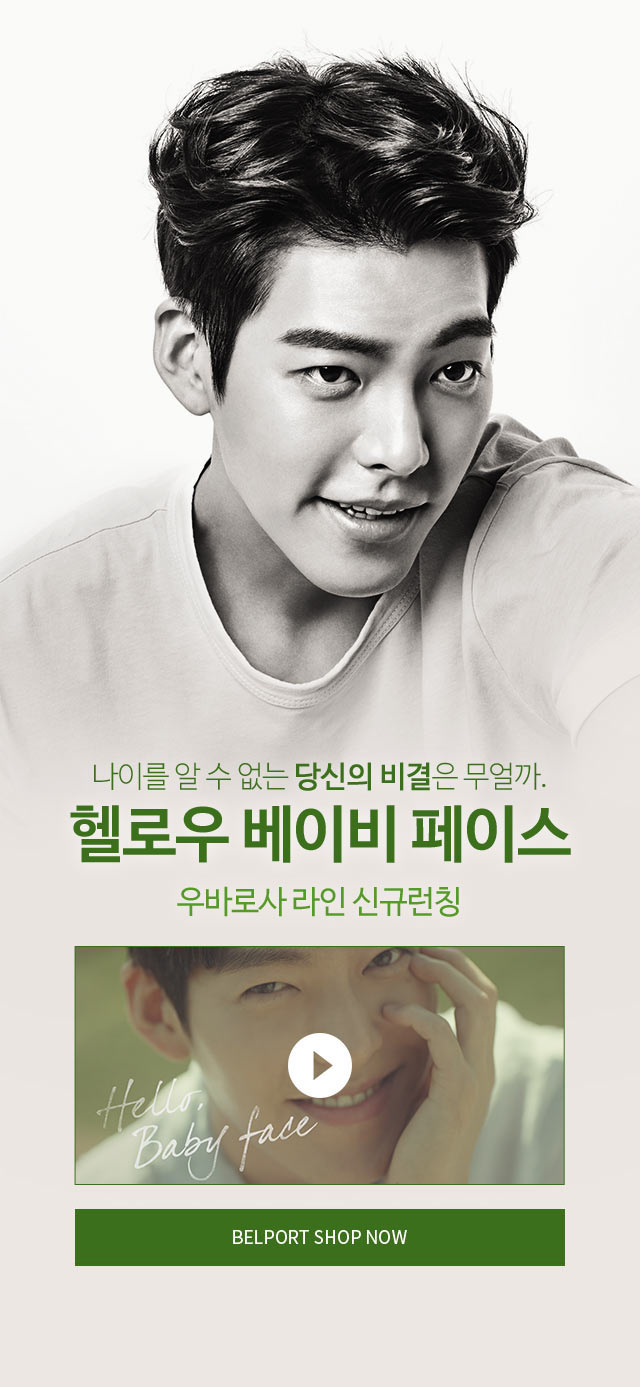 나이를 알 수 없는 당신의 비결은 무얼까.
헬로우 베이비 페이스
우바로사 라인 신규런칭
Hello,
Baby face
BELPORT SHOP NOW